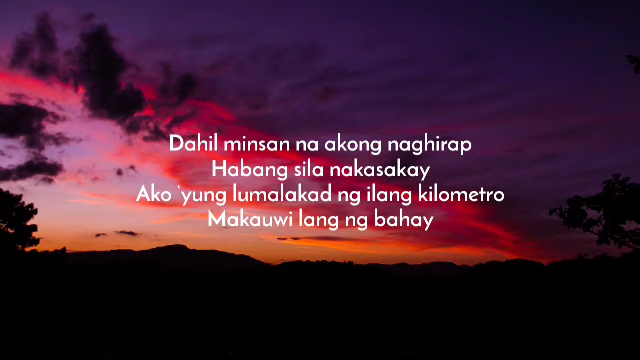 Dahil minsan na akong naghirap
Habang sila nakasakay
Ako 'yung lumalakad ng ilang kilometro
Makauwi lang ng bahay